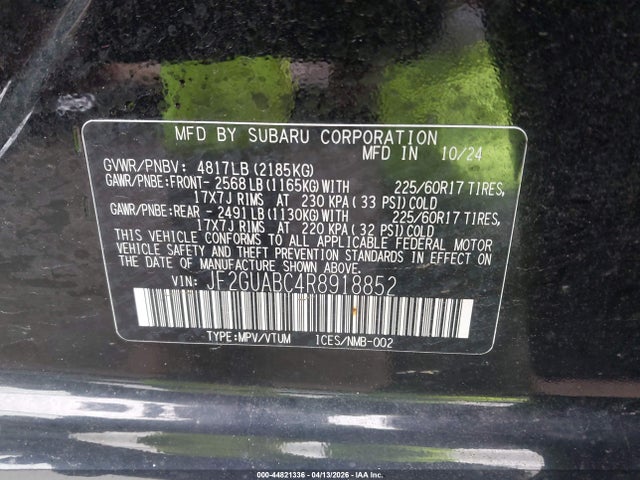 MFD BY SUBARU CORPORATION
MFD IN 10/24
GVWR/PNBV: 4817LB(2185KG)
GAWR/PNBE:FRONT- 2568LB(1165KG)WITH 225/60R17 TIRES,
17X7J RIMS AT 230 KPA(33 PSI)COLD
GAWR/PNBE:REAR - 2491LB(1130KG)WITH 225/60R17 TIRES,
17X7J RIMS AT 220 KPA(32 PSI)COLD
THIS VEHICLE CONFORMS TO ALL APPLICABLE FEDERAL MOTOR
VEHICLE SAFETY AND THEFT PREVENTION STANDARDS IN EFFECT
ON THE DATE OF MANUFACTURE SHOWN ABOVE.
VIN: JF2GUABC4R8918852
TYPE:MPV/VTUM ICES/NMB-002
000-44821336 - 04/13/2026 - IAA Inc.